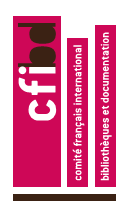 cfibd
comité français international
bibliothèques et documentation